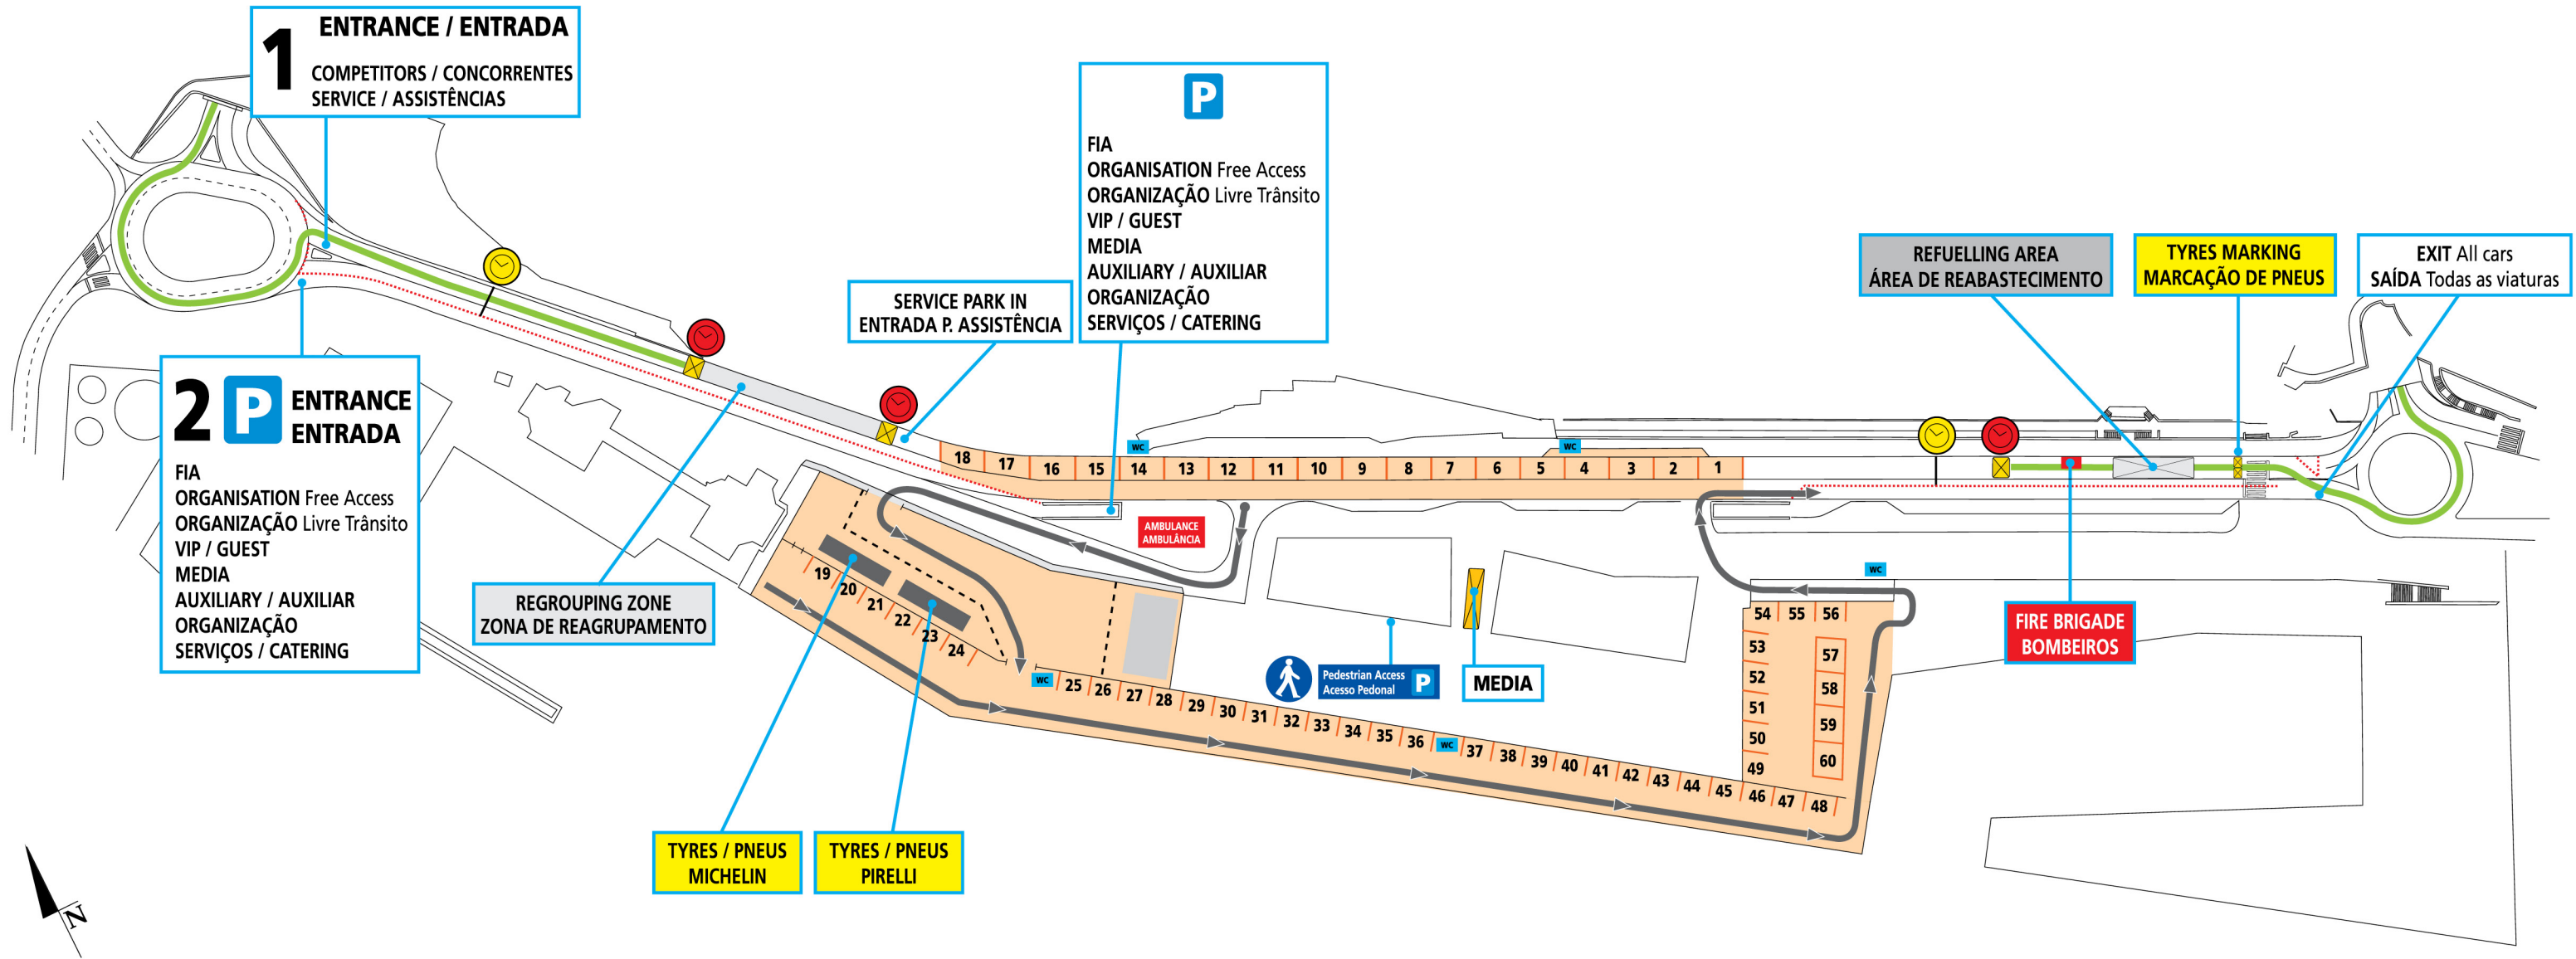 1
ENTRANCE / ENTRADA
COMPETITORS / CONCORRENTES
SERVICE / ASSISTÊNCIAS
P
FIA
ORGANISATION Free Access
ORGANIZAÇÃO Livre Trânsito
VIP / GUEST
MEDIA
AUXILIARY / AUXILIAR
ORGANIZAÇÃO
SERVIÇOS / CATERING
REFUELLING AREA
ÁREA DE REABASTECIMENTO
TYRES MARKING
MARCAÇÃO DE PNEUS
EXIT All cars
SAÍDA Todas as viaturas
SERVICE PARK IN
ENTRADA P. ASSISTÊNCIA
2 P ENTRANCE
ENTRADA
FIA
ORGANISATION Free Access
ORGANIZAÇÃO Livre Trânsito
VIP / GUEST
MEDIA
AUXILIARY / AUXILIAR
ORGANIZAÇÃO
SERVIÇOS / CATERING
WC
WC
18 17 16 15 14 13 12 11 10 9 8 7 6 5 4 3 2 1
AMBULANCE
AMBULÂNCIA
REGROUPING ZONE
ZONA DE REAGRUPAMENTO
19 20 21 22 23 24
WC
25 26 27 28 29 30 31 32 33 34 35 36
WC
37 38 39 40 41 42 43 44 45 46 47 48
WC
54 55 56
53
52
51
50
49
57
58
59
60
Pedestrian Access
Acesso Pedonal
P
MEDIA
FIRE BRIGADE
BOMBEIROS
TYRES / PNEUS
MICHELIN
TYRES / PNEUS
PIRELLI
N